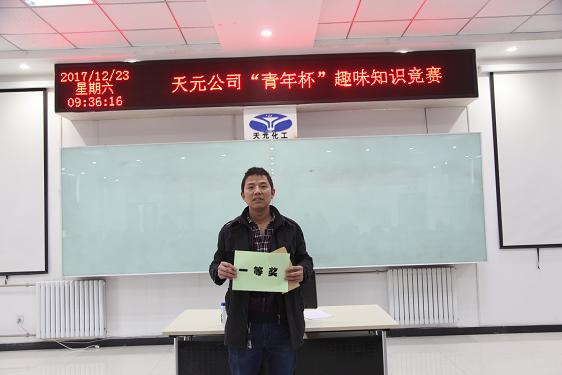 2017/12/23
星期六
09:36:16
天元公司“青年杯”趣味知识竞赛
天元化工
一等奖